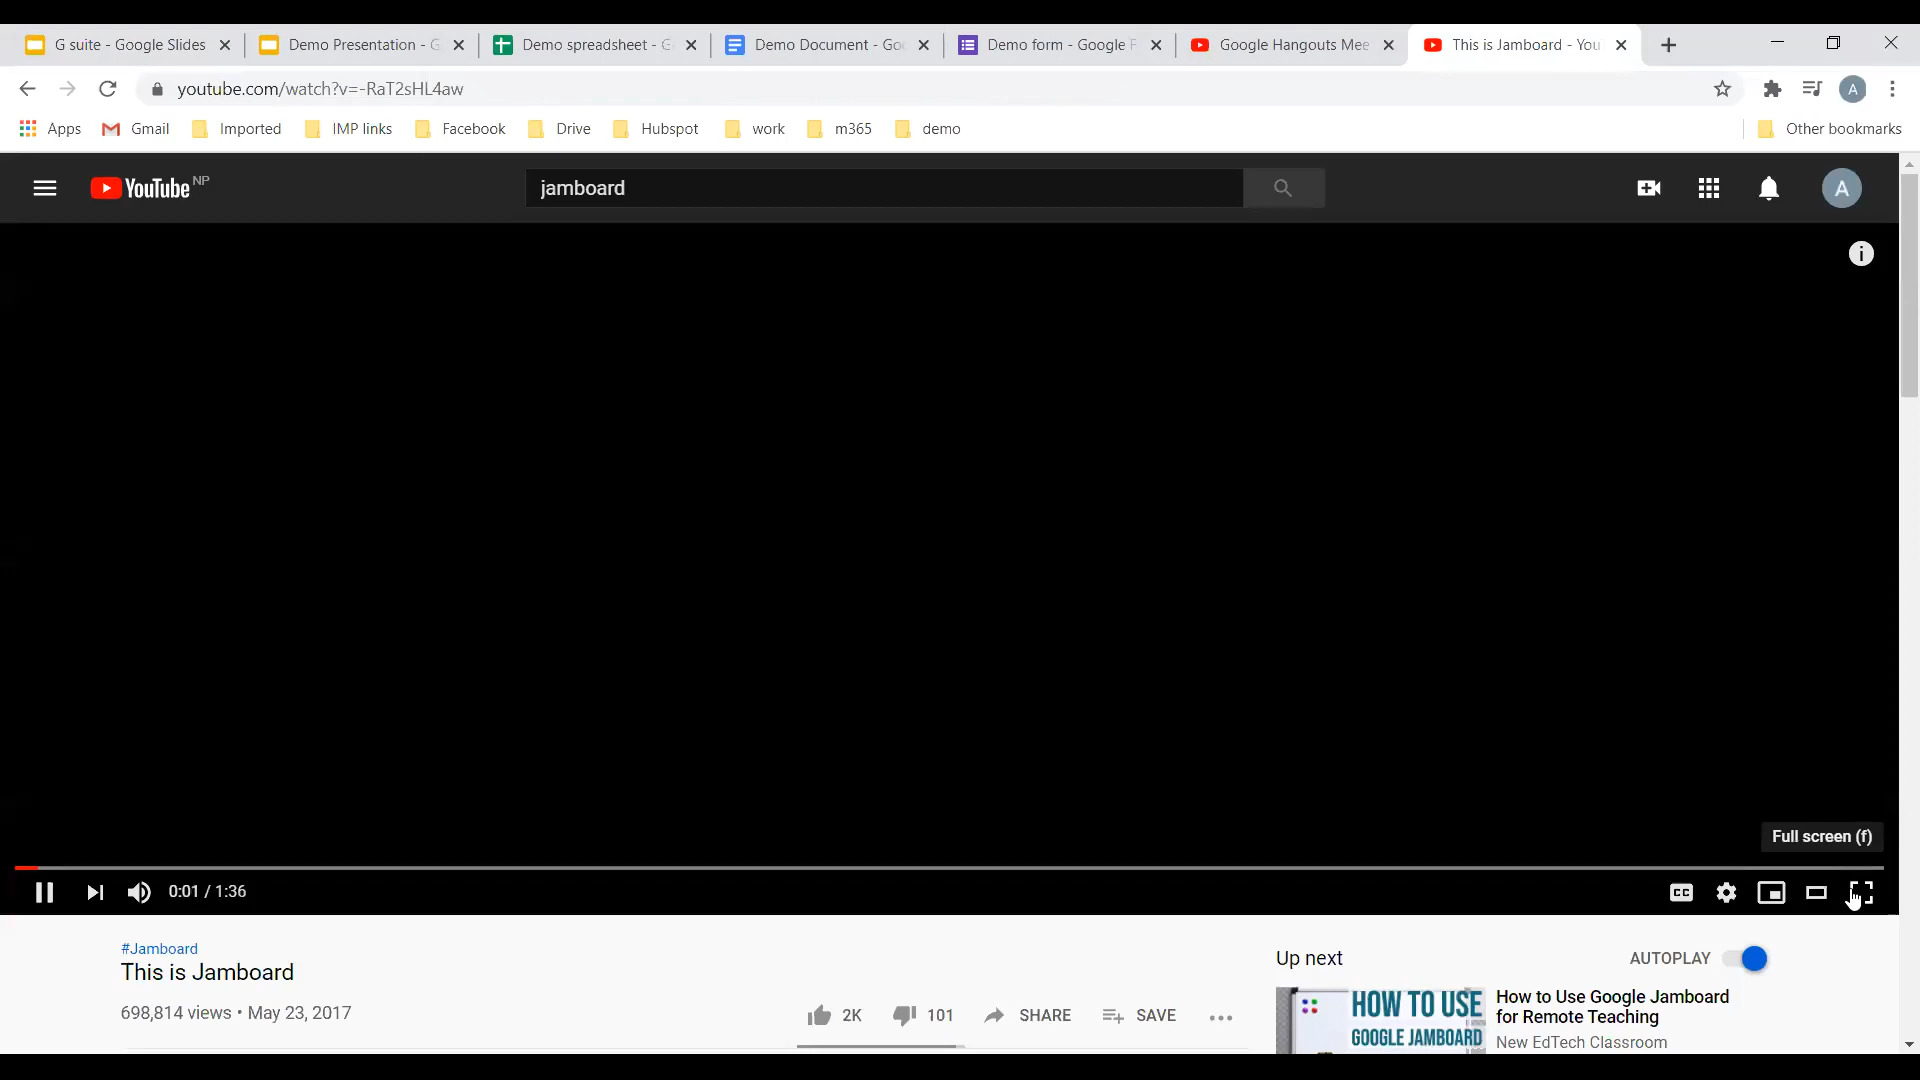 G suite - Google Slides
Demo Presentation - G
Demo spreadsheet - G
Demo Document - Goo
Demo form - Google F
Google Hangouts Mee
This is Jamboard - You
youtube.com/watch?v=-RaT2sHL4aw
Apps
Gmail
Imported
IMP links
Facebook
Drive
Hubspot
work
m365
demo
Other bookmarks
YouTube NP
jamboard
A
A
Full screen (f)
0:01 / 1:36
CC
#Jamboard
This is Jamboard
698,814 views • May 23, 2017
2K
101
SHARE
SAVE
Up next
AUTOPLAY
HOW TO USE
GOOGLE JAMBOARD
How to Use Google Jamboard
for Remote Teaching
New EdTech Classroom